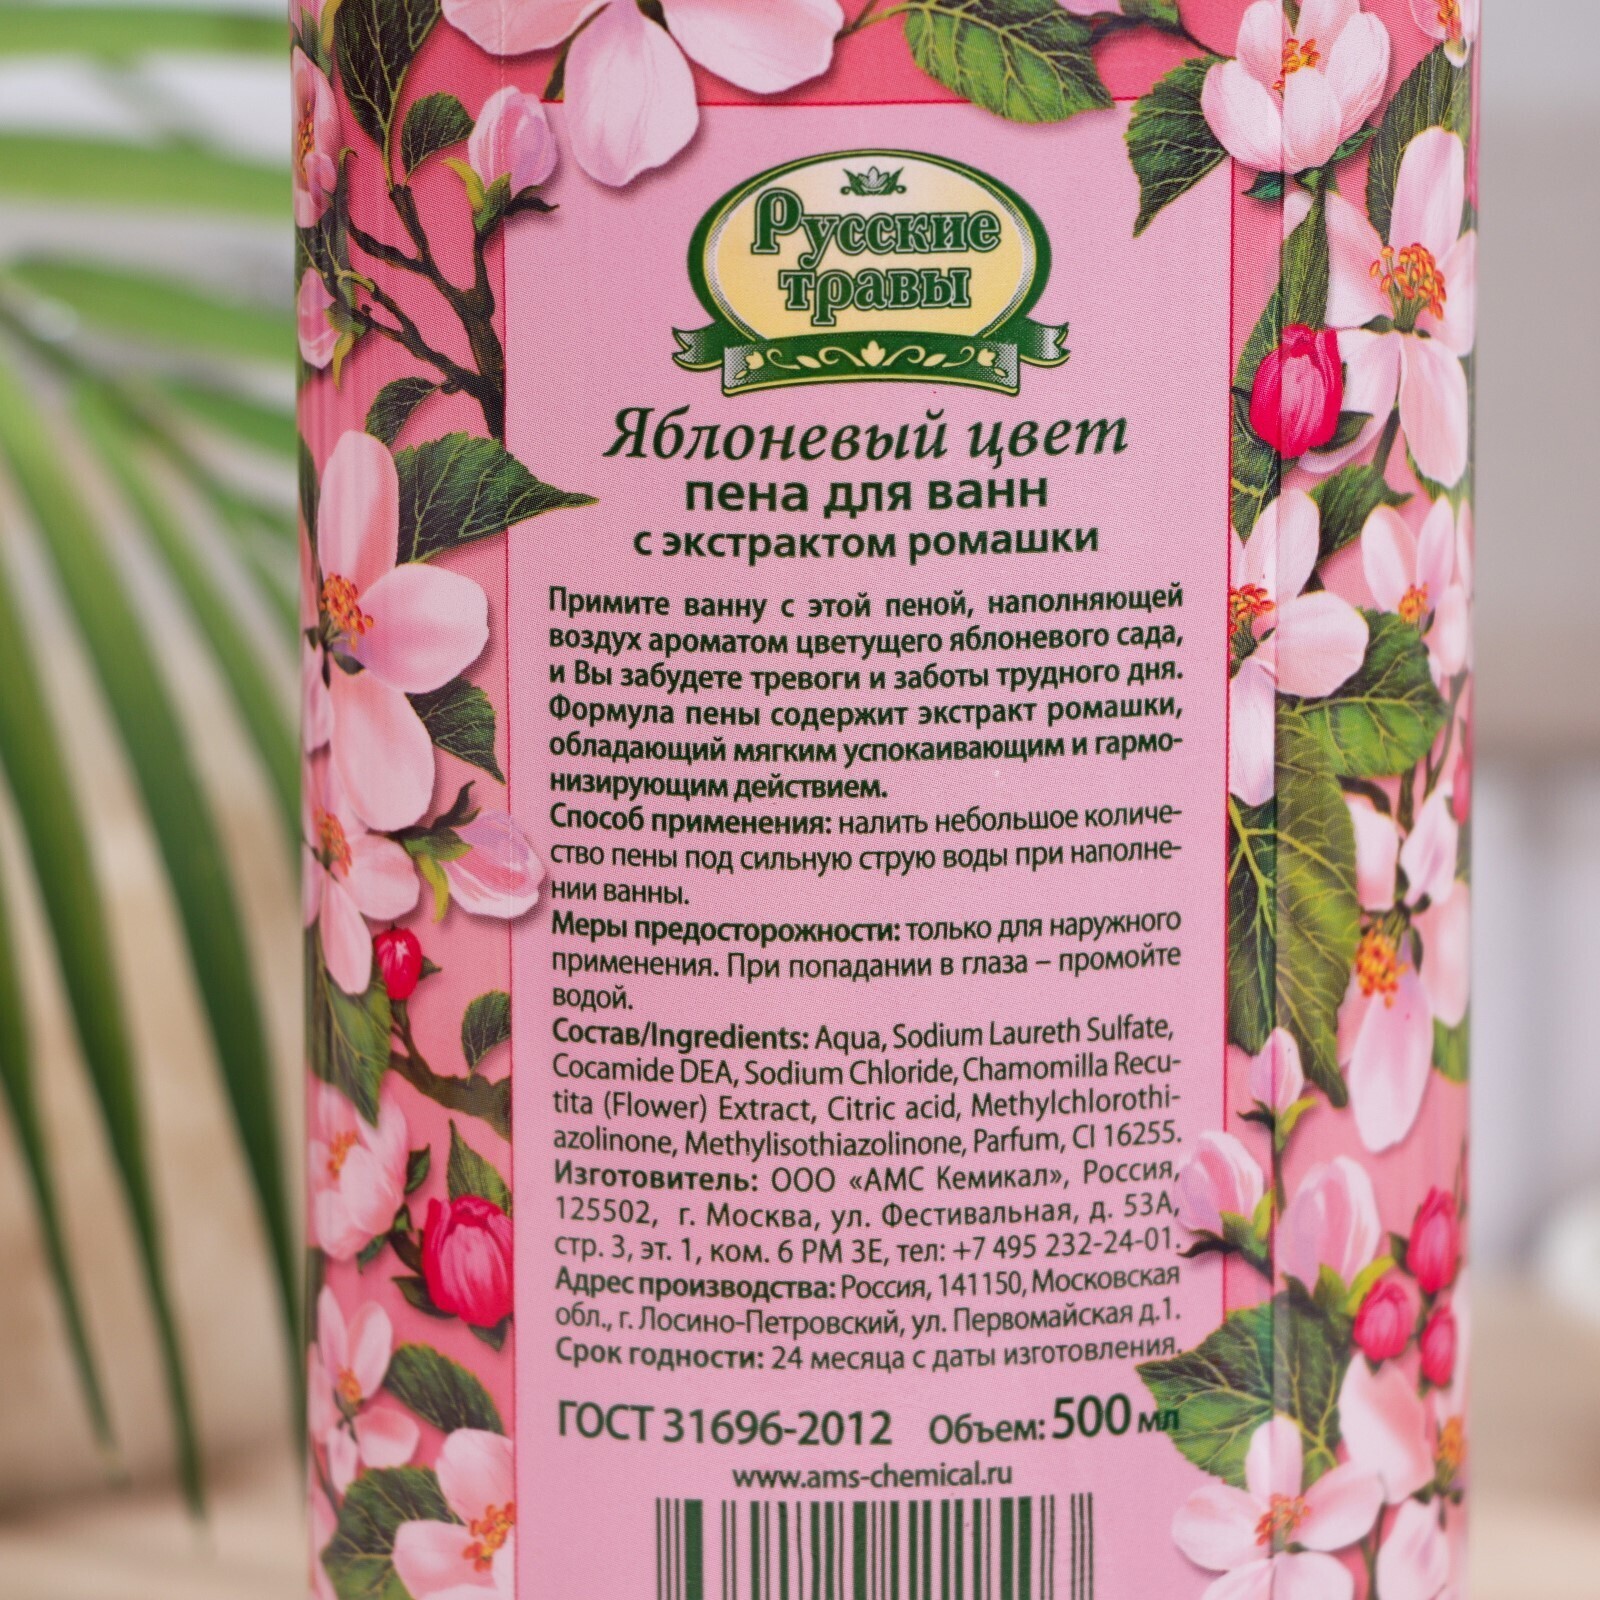 Русские
травы
Яблоневый цвет
пена для ванн
с экстрактом ромашки
Примите ванну с этой пеной, наполняющей
воздух ароматом цветущего яблоневого сада,
и Вы забудете тревоги и заботы трудного дня.
Формула пены содержит экстракт ромашки,
обладающий мягким успокаивающим и гармо-
низирующим действием.
Способ применения: налить небольшое количе-
ство пены под сильную струю воды при наполне-
нии ванны.
Меры предосторожности: только для наружного
применения. При попадании в глаза – промойте
водой.
Состав/Ingredients: Aqua, Sodium Laureth Sulfate,
Cocamide DEA, Sodium Chloride, Chamomilla Recu-
tita (Flower) Extract, Citric acid, Methylchlorothi-
azolinone, Methylisothiazolinone, Parfum, CI 16255.
Изготовитель: ООО «АМС Кемикал», Россия,
125502, г. Москва, ул. Фестивальная, д. 53А,
стр. 3, эт. 1, ком. 6 РМ 3Е, тел: +7 495 232-24-01.
Адрес производства: Россия, 141150, Московская
обл., г. Лосино-Петровский, ул. Первомайская д.1.
Срок годности: 24 месяца с даты изготовления.
ГОСТ 31696-2012 Объем: 500 мл
www.ams-chemical.ru